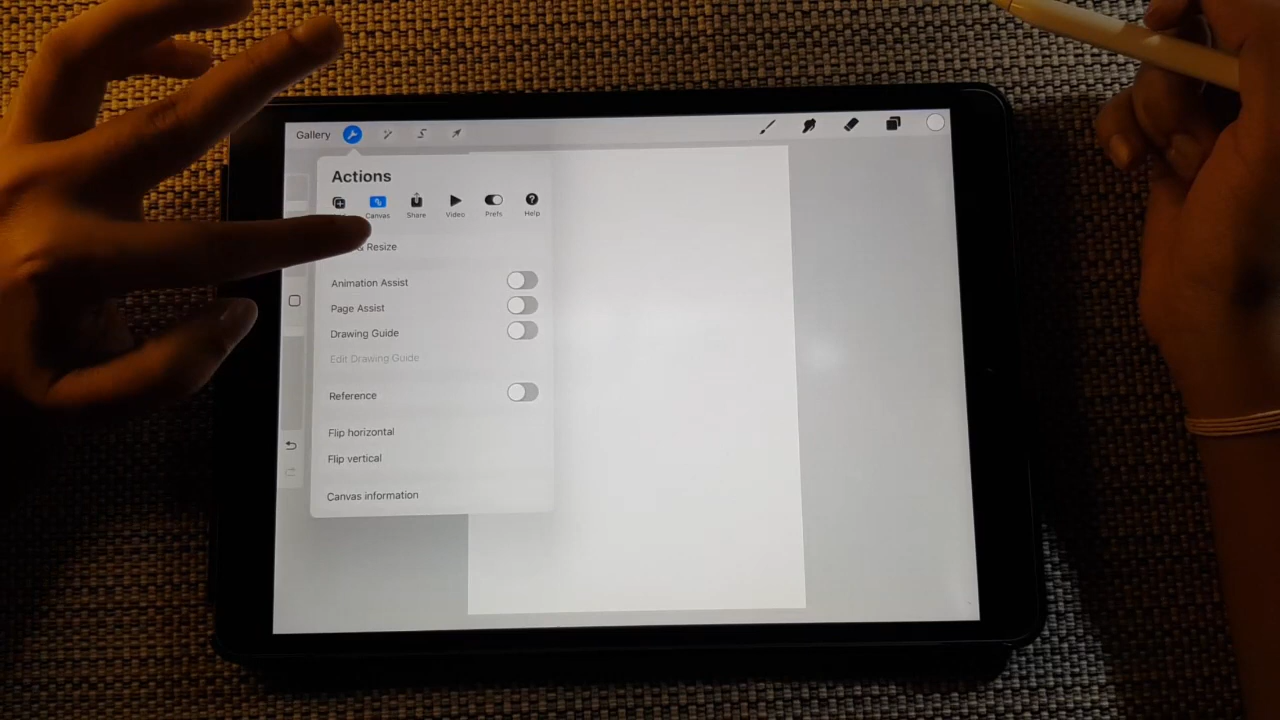 Gallery
Actions
Canvas Share Video Prefs Help
& Resize
Animation Assist
Page Assist
Drawing Guide
Edit Drawing Guide
Reference
Flip horizontal
Flip vertical
Canvas information